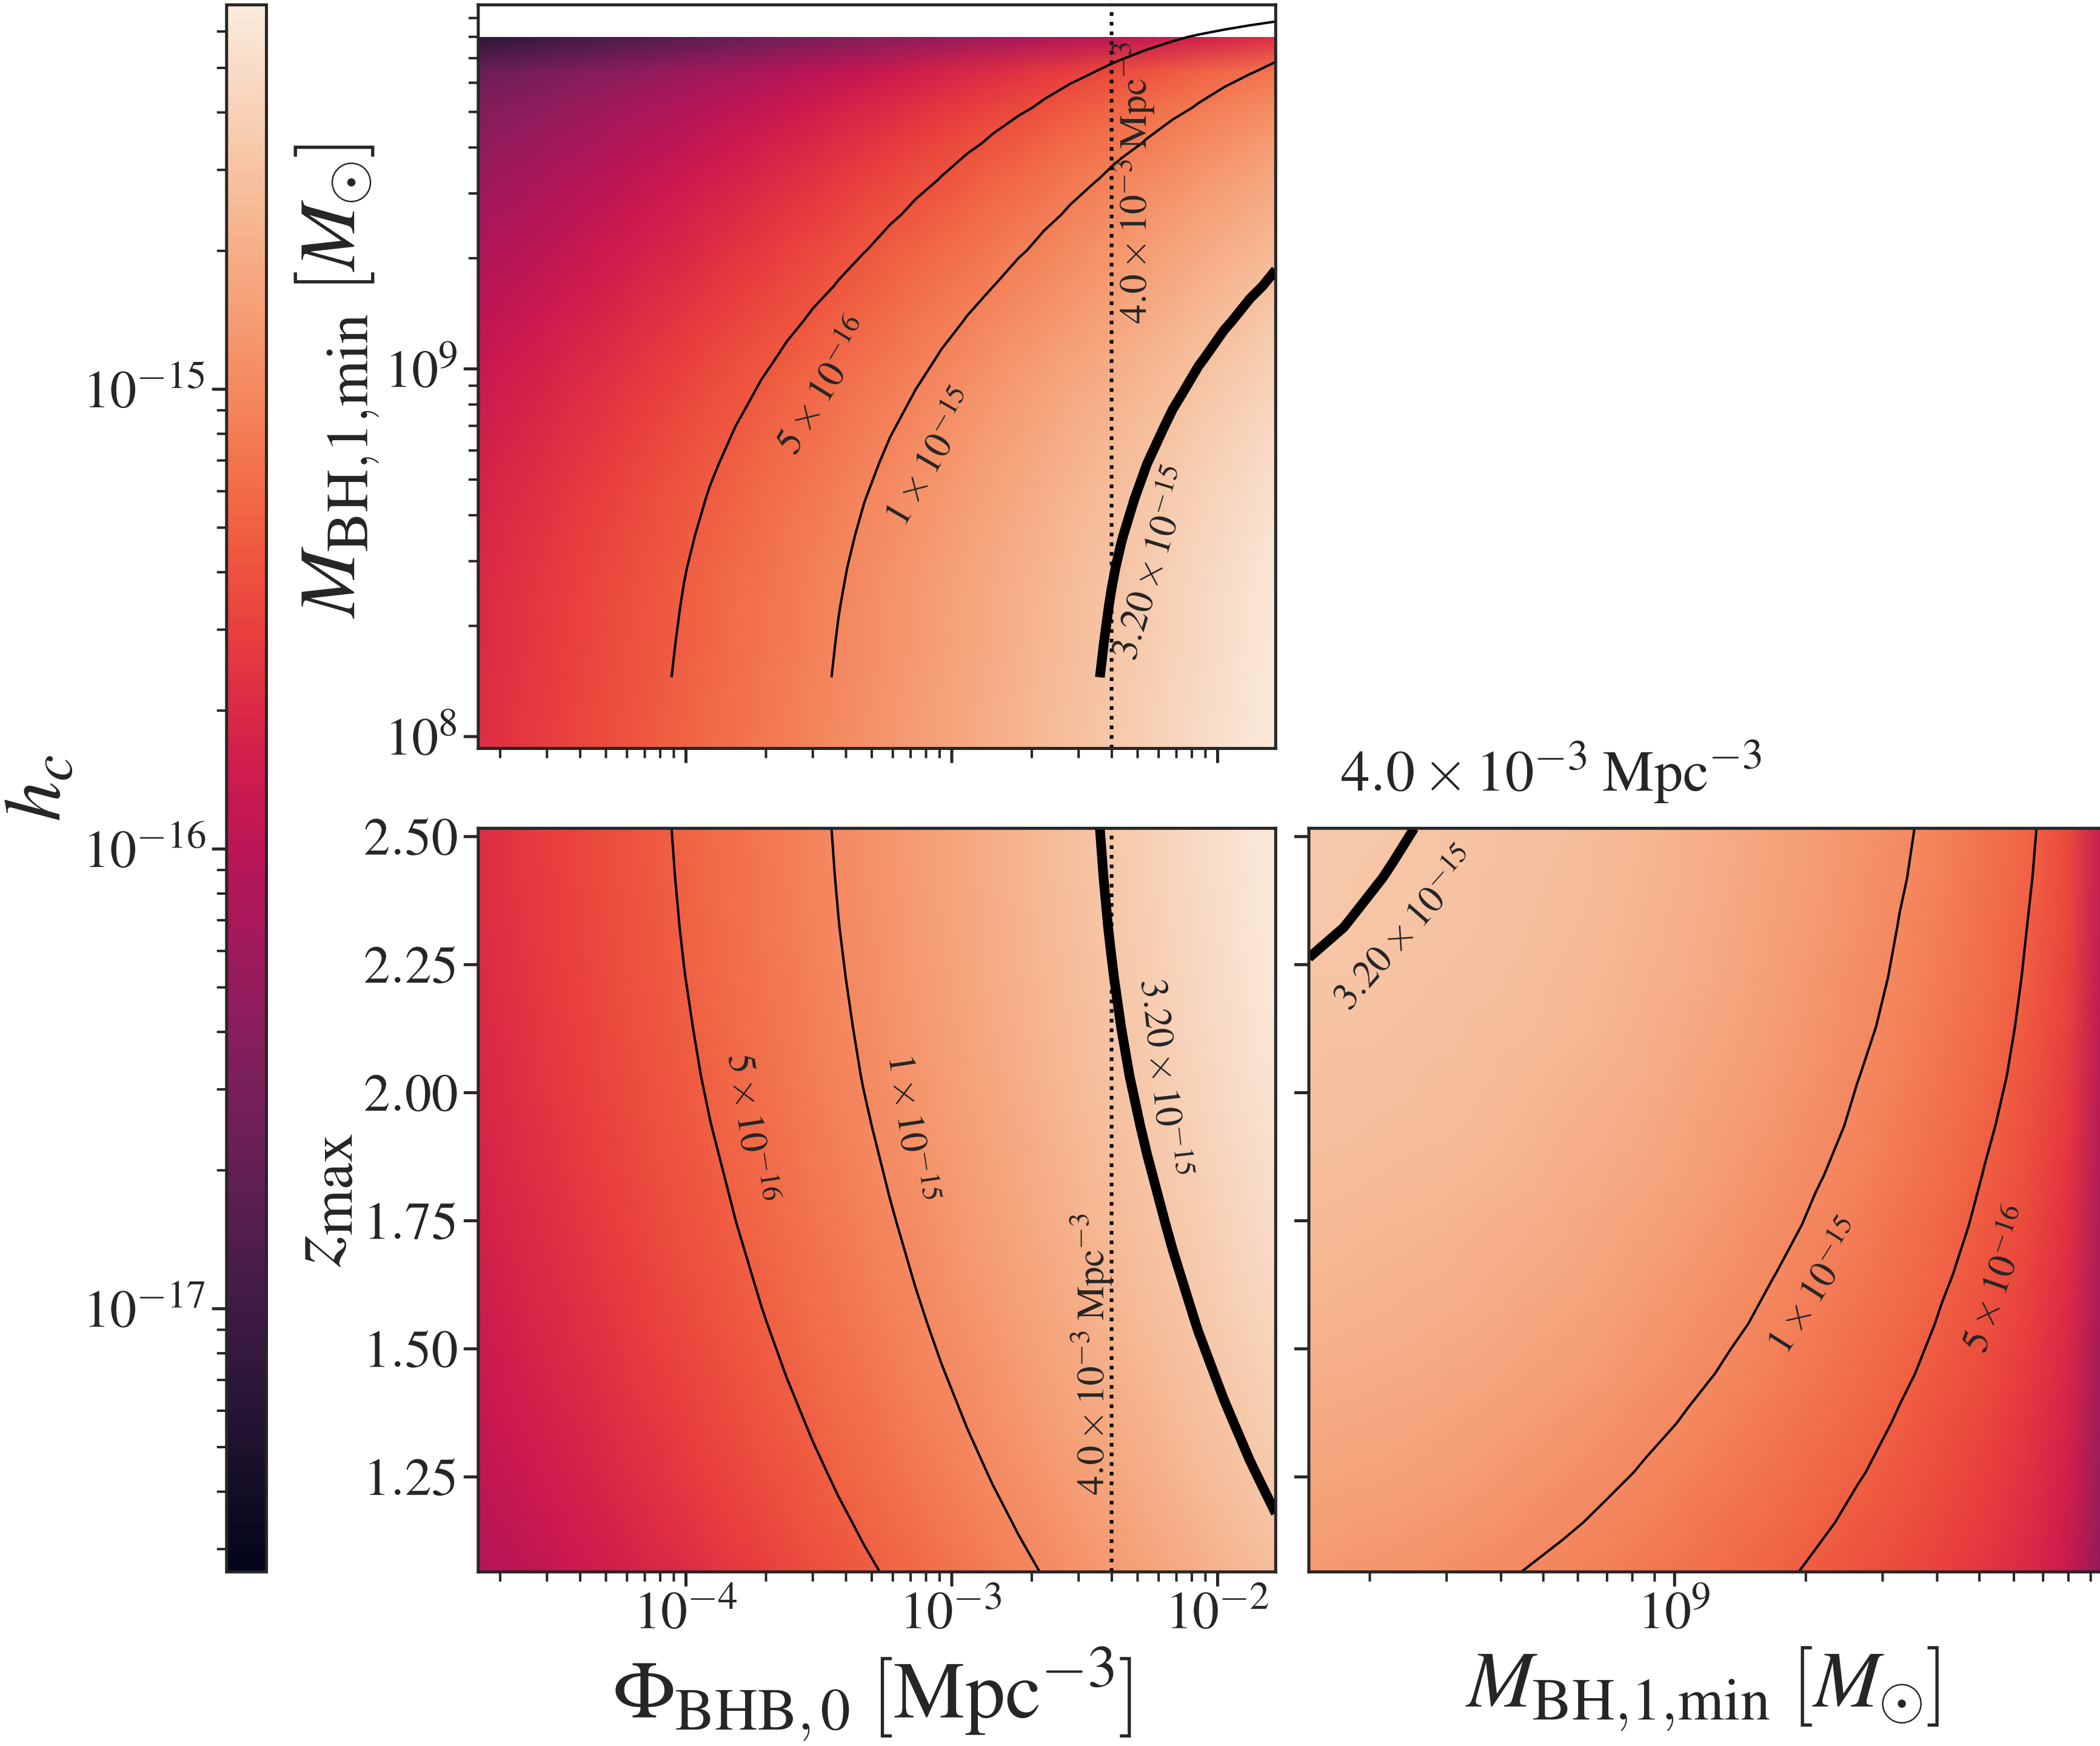 h_c
10^{-15}
10^{-16}
10^{-17}
M_{BH,1,min} [M_⊙]
10^9
10^8
5 × 10^{-16}
1 × 10^{-15}
3.20 × 10^{-15}
4.0 × 10^{-3} Mpc^{-3}
4.0 × 10^{-3} Mpc^{-3}
z_{max}
2.50
2.25
2.00
1.75
1.50
1.25
5 × 10^{-16}
1 × 10^{-15}
3.20 × 10^{-15}
4.0 × 10^{-3} Mpc^{-3}
10^{-4}
10^{-3}
10^{-2}
Φ_{BHB,0} [Mpc^{-3}]
3.20 × 10^{-15}
1 × 10^{-15}
5 × 10^{-16}
10^9
M_{BH,1,min} [M_⊙]